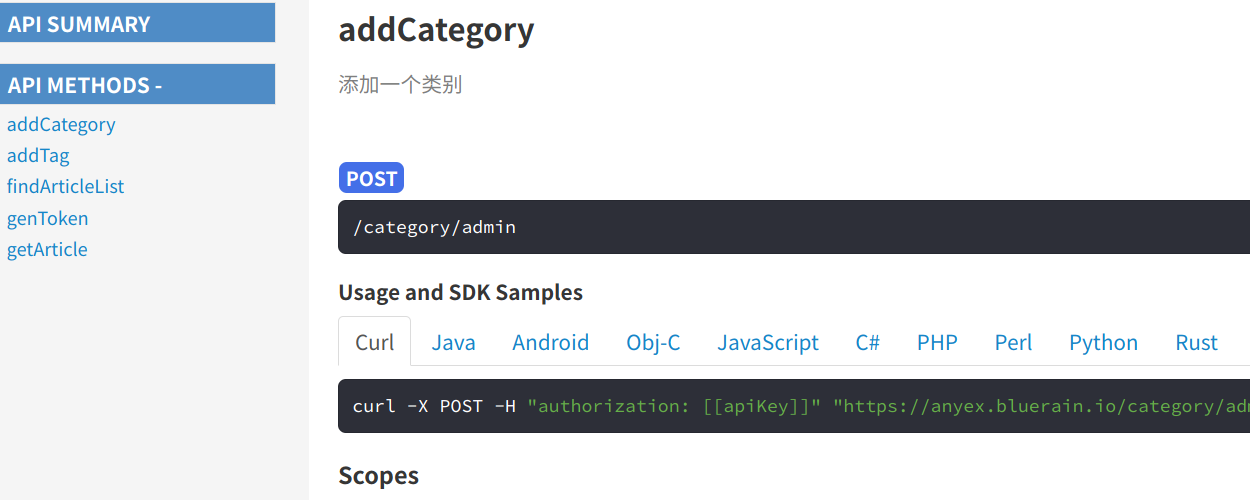 API SUMMARY
API METHODS -
addCategory
addTag
findArticleList
genToken
getArticle
addCategory
添加一个类别
POST
/category/admin
Usage and SDK Samples
Curl Java Android Obj-C JavaScript C# PHP Perl Python Rust
curl -X POST -H "authorization: [[apiKey]]" "https://anyex.bluerain.io/category/ad
Scopes